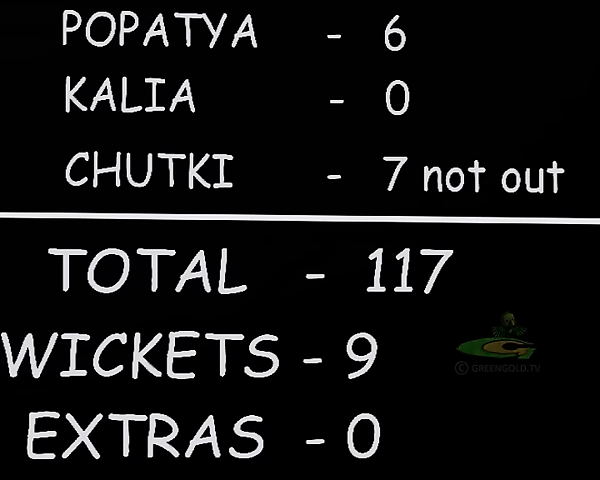 POPATYA - 6
KALIA - 0
CHUTKI - 7 not out
TOTAL - 117
WICKETS - 9
EXTRAS - 0
© GREENGOLD.TV